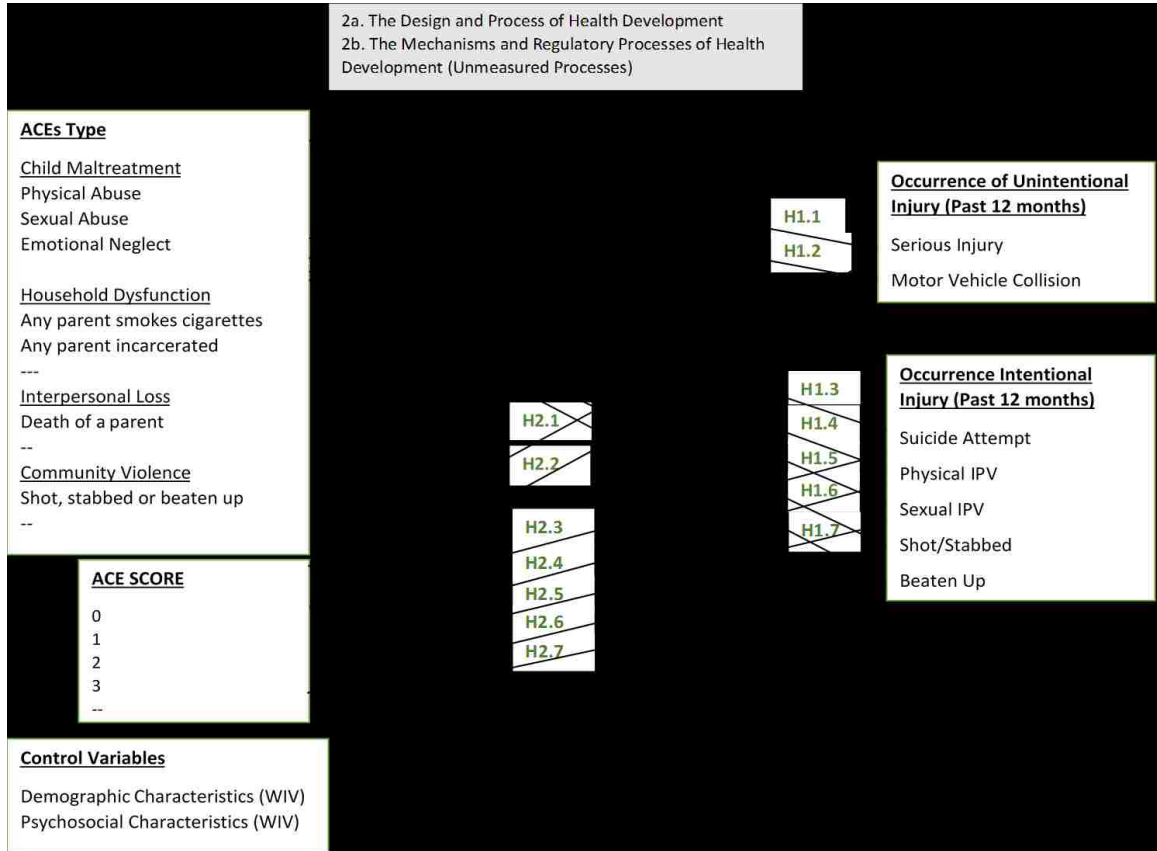 2a. The Design and Process of Health Development
2b. The Mechanisms and Regulatory Processes of Health
Development (Unmeasured Processes)
ACEs Type
Child Maltreatment
Physical Abuse
Sexual Abuse
Emotional Neglect
Household Dysfunction
Any parent smokes cigarettes
Any parent incarcerated
---
Interpersonal Loss
Death of a parent
--
Community Violence
Shot, stabbed or beaten up
--
ACE SCORE
0
1
2
3
--
Control Variables
Demographic Characteristics (WIV)
Psychosocial Characteristics (WIV)
H2.1
H2.2
H2.3
H2.4
H2.5
H2.6
H2.7
H1.1
H1.2
H1.3
H1.4
H1.5
H1.6
H1.7
Occurrence of Unintentional
Injury (Past 12 months)
Serious Injury
Motor Vehicle Collision
Occurrence Intentional
Injury (Past 12 months)
Suicide Attempt
Physical IPV
Sexual IPV
Shot/Stabbed
Beaten Up